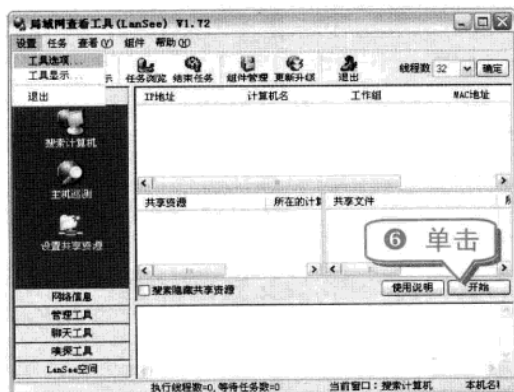 局域网查看工具(LanSee) V1.72
设置 任务 查看(V) 组件 帮助(H)
工具选项...
工具显示...
退出
任务浏览 结束任务 组件管理 更新升级 退出 线程数 32 确定
IP地址 计算机名 工作组 MAC地址
搜索计算机
主机巡测
设置共享资源
共享资源 所在的计算 共享文件
❻ 单击
搜索隐藏共享资源 使用说明 开始
网络信息
管理工具
聊天工具
嗅探工具
LanSee空间
执行线程数=0,等待任务数=0 当前窗口:搜索计算机 本机名